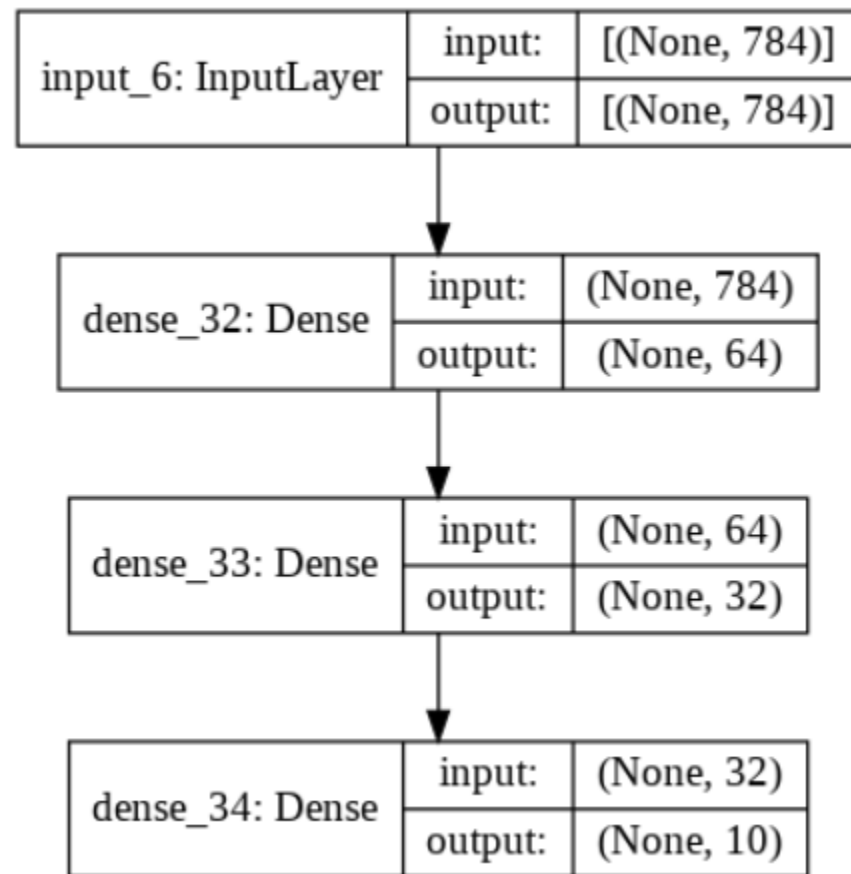 input_6: InputLayer
input: [(None, 784)]
output: [(None, 784)]
dense_32: Dense
input: (None, 784)
output: (None, 64)
dense_33: Dense
input: (None, 64)
output: (None, 32)
dense_34: Dense
input: (None, 32)
output: (None, 10)